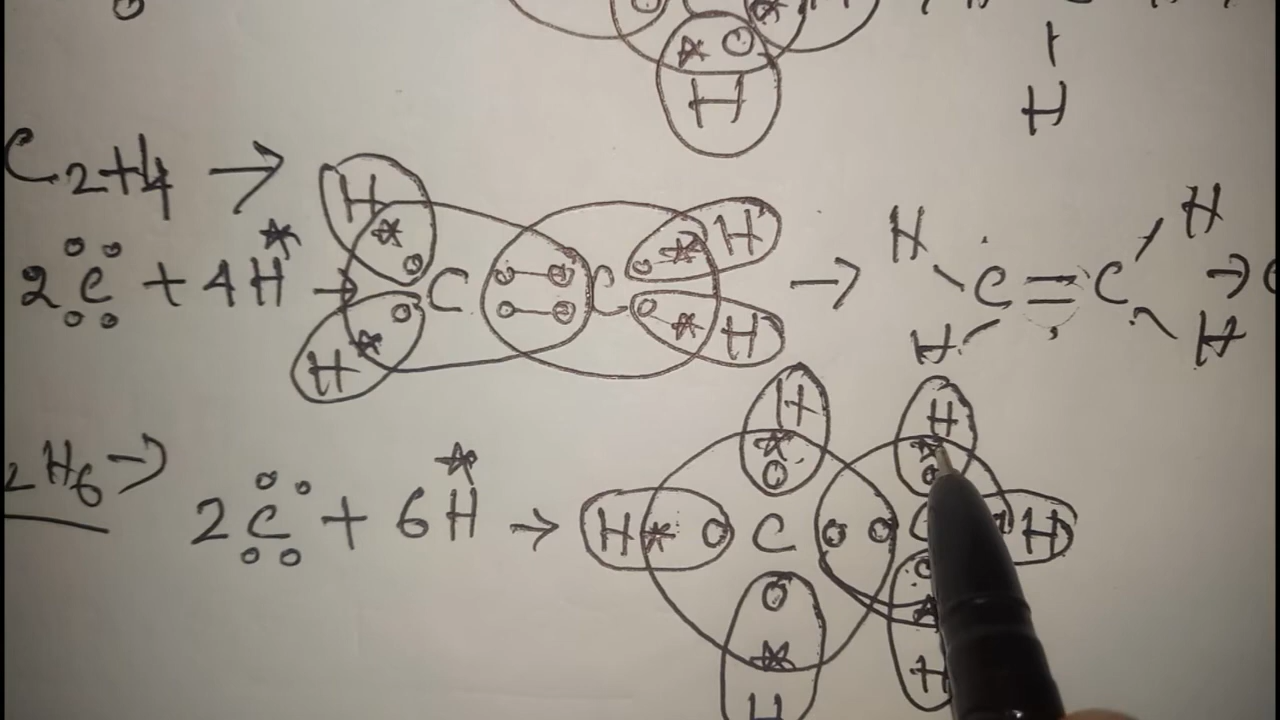 H
H
C₂H4 →
2C + 4H* →
H * o C o-o C o * H
H * o o-o o * H
→ H C = C H →
H H
₂H₆ →
2C + 6H* →
H H
* *
o o
H * o C o o C H
o o
* *
H H